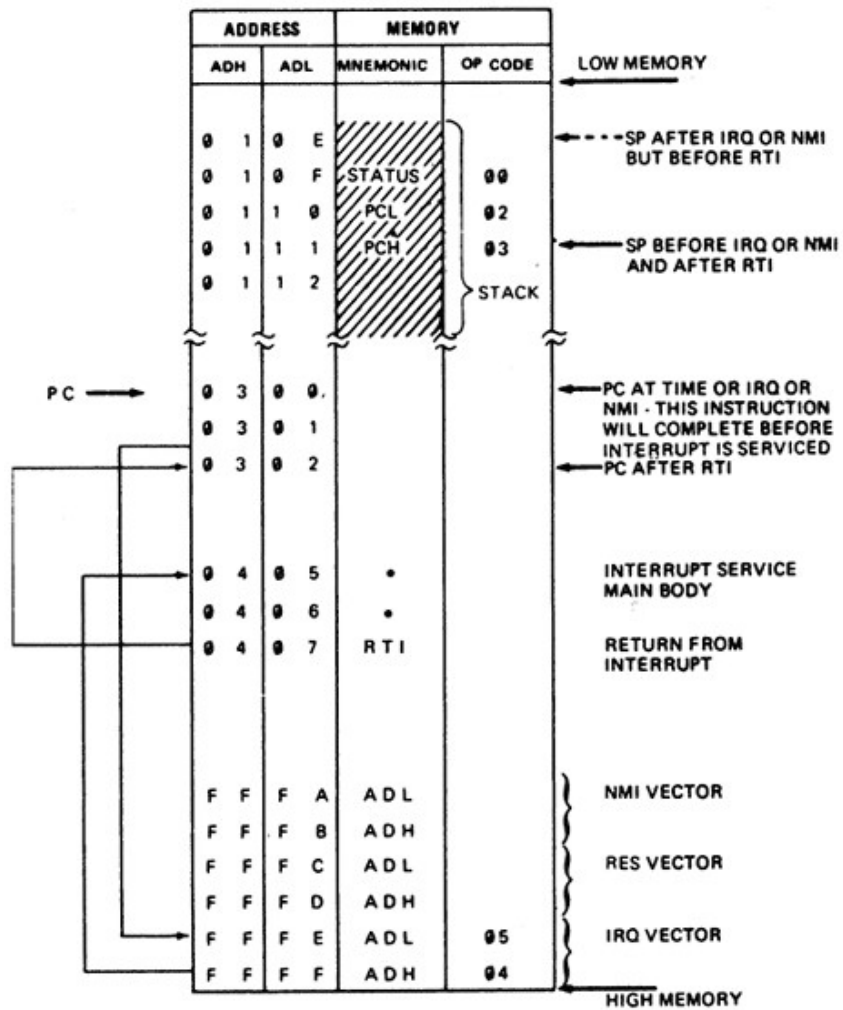 ADDRESS MEMORY
ADH ADL MNEMONIC OP CODE LOW MEMORY
0 1 0 E SP AFTER IRQ OR NMI
BUT BEFORE RTI
0 1 0 F STATUS 00
0 1 1 0 PCL 02
0 1 1 1 PCH 03 SP BEFORE IRQ OR NMI
AND AFTER RTI
0 1 1 2 STACK
PC 0 3 0 0. PC AT TIME OR IRQ OR
NMI - THIS INSTRUCTION
0 3 0 1 WILL COMPLETE BEFORE
INTERRUPT IS SERVICED
0 3 0 2 PC AFTER RTI
0 4 0 5 • INTERRUPT SERVICE
MAIN BODY
0 4 0 6 •
0 4 0 7 RTI RETURN FROM
INTERRUPT
F F F A ADL NMI VECTOR
F F F B ADH
F F F C ADL RES VECTOR
F F F D ADH
F F F E ADL 05 IRQ VECTOR
F F F F ADH 04
HIGH MEMORY